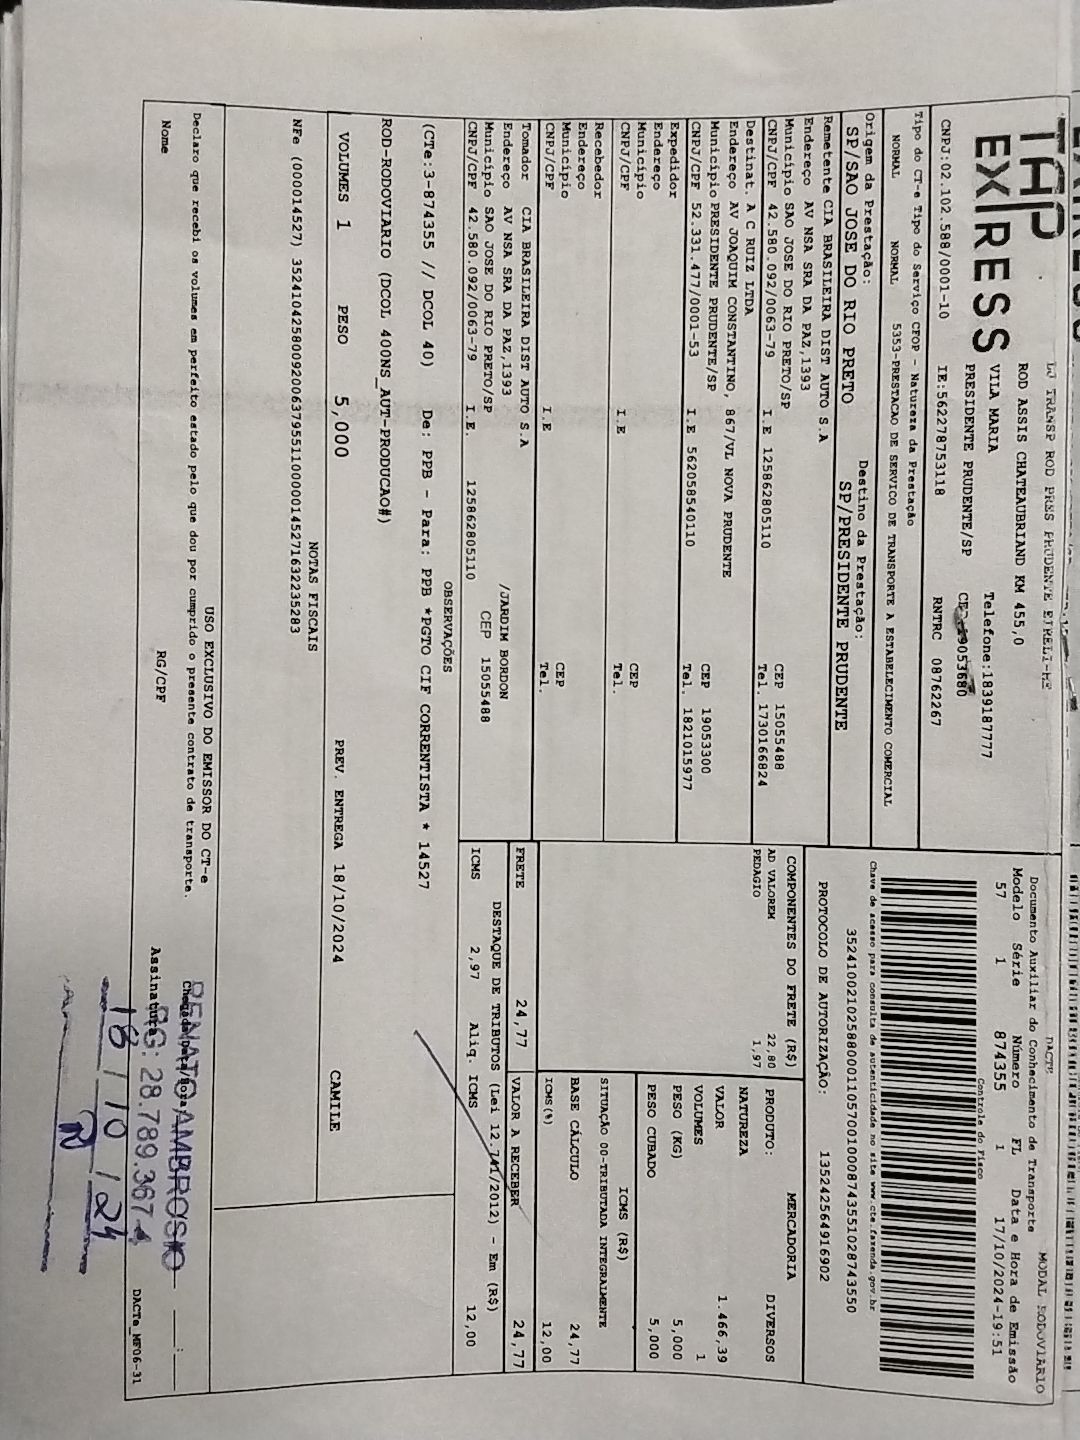 TAP
EX/RESS
LJ TRANSP ROD PRES PRUDENTE EIRELI-ME
ROD ASSIS CHATEAUBRIAND KM 455,0
VILA MARIA Telefone:1839187777
PRESIDENTE PRUDENTE/SP
CNPJ:02.102.588/0001-10 IE:562278753118 RNTRC 08762267
DACTE MODAL RODOVIARIO
Documento Auxiliar do Conhecimento de Transporte
Modelo Série Número FL Data e Hora de Emissão
57 1 874355 1 17/10/2024-19:51
Controle do Fisco
Chave de acesso para consulta de autenticidade no site www.cte.fazenda.gov.br
35241002102588000110570010008743551028743550
PROTOCOLO DE AUTORIZAÇÃO: 135242564916902
Tipo do CT-e Tipo do Serviço CFOP - Natureza da Prestação
NORMAL NORMAL 5353-PRESTACAO DE SERVICO DE TRANSPORTE A ESTABELECIMENTO COMERCIAL
Origem da Prestação: Destino da Prestação:
SP/SAO JOSE DO RIO PRETO SP/PRESIDENTE PRUDENTE
Remetente CIA BRASILEIRA DIST AUTO S.A
Endereço AV NSA SRA DA PAZ,1393
Município SAO JOSE DO RIO PRETO/SP CEP 15055488
CNPJ/CPF 42.580.092/0063-79 I.E 125862805110 Tel. 1730166824
Destinat. A C RUIZ LTDA
Endereço AV JOAQUIM CONSTANTINO, 867/VL NOVA PRUDENTE
Município PRESIDENTE PRUDENTE/SP CEP 19053300
CNPJ/CPF 52.331.477/0001-53 I.E 562058540110 Tel. 1821015977
Expedidor
Endereço
Município CEP
CNPJ/CPF I.E Tel.
Recebedor
Endereço
Município CEP
CNPJ/CPF I.E Tel.
Tomador CIA BRASILEIRA DIST AUTO S.A
Endereço AV NSA SRA DA PAZ,1393 /JARDIM BORDON
Município SAO JOSE DO RIO PRETO/SP CEP 15055488
CNPJ/CPF 42.580.092/0063-79 I.E. 125862805110
COMPONENTES DO FRETE (R$)
AD VALOREM 22,80
PEDAGIO 1,97
PRODUTO: MERCADORIA
NATUREZA DIVERSOS
VALOR 1.466,39
VOLUMES 1
PESO (KG) 5,000
PESO CUBADO 5,000
ICMS (R$)
SITUAÇÃO 00-TRIBUTADA INTEGRALMENTE
BASE CÁLCULO 24,77
ICMS(%) 12,00
FRETE 24,77 VALOR A RECEBER 24,77
DESTAQUE DE TRIBUTOS (Lei 12.741/2012) - Em (R$)
ICMS 2,97 Aliq. ICMS 12,00
OBSERVAÇÕES
(CTe:3-874355 // DCOL 40) De: PPB - Para: PPB *PGTO CIF CORRENTISTA * 14527
ROD-RODOVIARIO (DCOL 400NS_AUT-PRODUCAO#)
VOLUMES 1 PESO 5,000 PREV. ENTREGA 18/10/2024 CAMILE
NOTAS FISCAIS
NFe (000014527) 35241042580092006379551100000145271632235283
USO EXCLUSIVO DO EMISSOR DO CT-e
Declaro que recebi os volumes em perfeito estado pelo que dou por cumprido o presente contrato de transporte.
Chegada Data/Hora
Nome RG/CPF Assinatura
RENATO AMBROSIO
RG: 28.789.367-4
18/10/24
DACTe_MF06-31